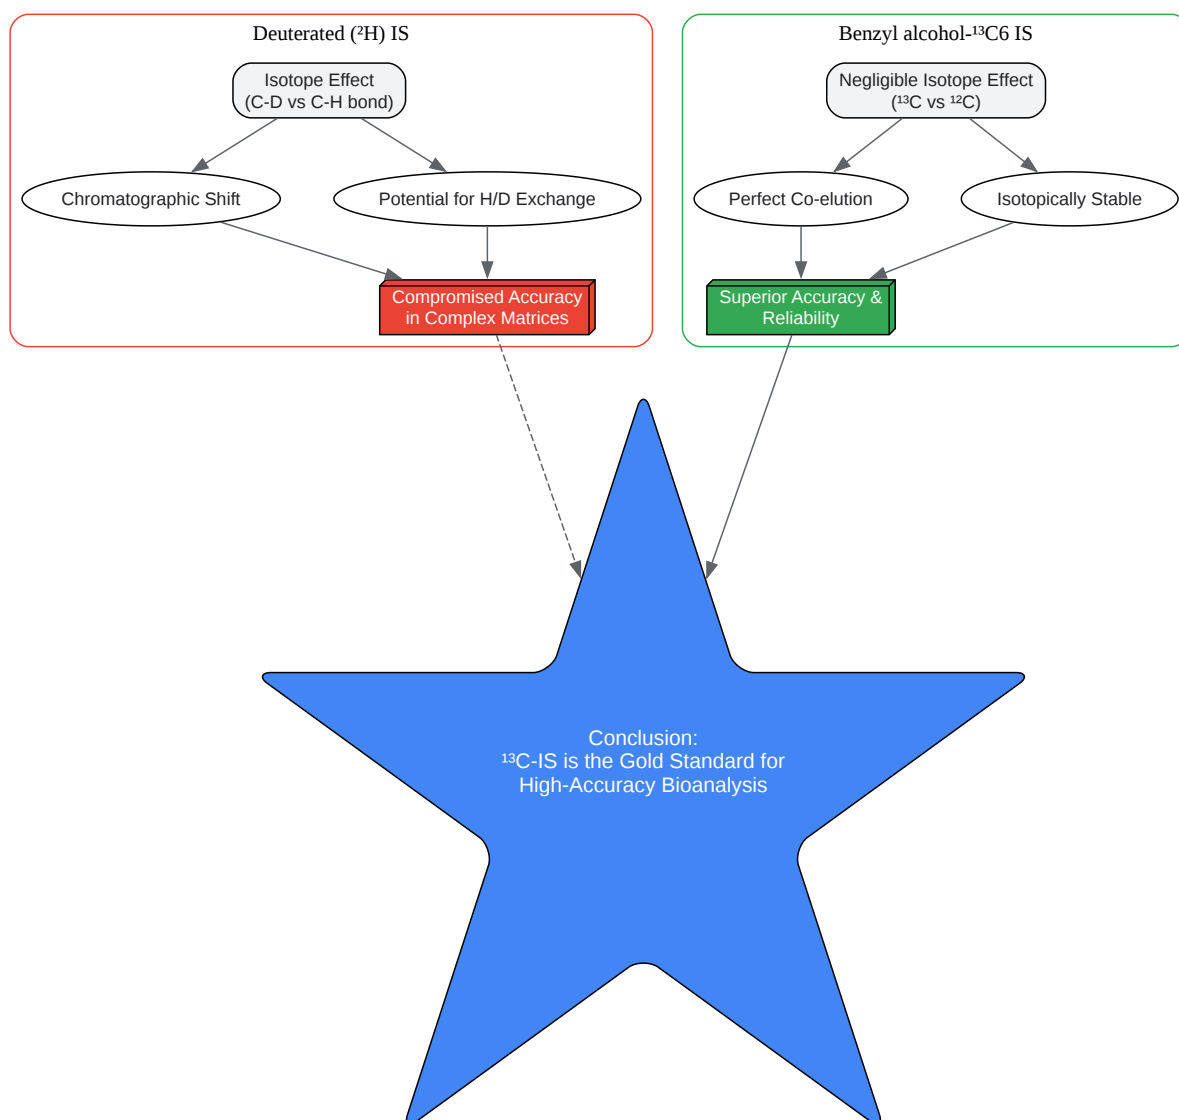 Deuterated (²H) IS
Isotope Effect
(C-D vs C-H bond)
Chromatographic Shift
Potential for H/D Exchange
Compromised Accuracy
in Complex Matrices
Benzyl alcohol-¹³C6 IS
Negligible Isotope Effect
(¹³C vs ¹²C)
Perfect Co-elution
Isotopically Stable
Superior Accuracy &
Reliability
Conclusion:
¹³C-IS is the Gold Standard for
High-Accuracy Bioanalysis